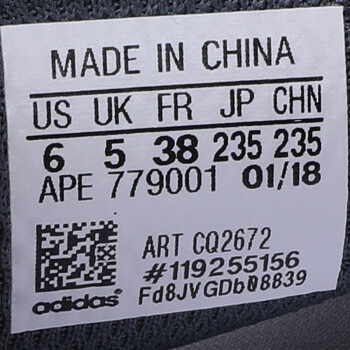 MADE IN CHINA
US UK FR JP CHN
6 5 38 235 235
APE 779001 01/18
ART CQ2672
#119255156
Fd8JVGDb08839
adidas